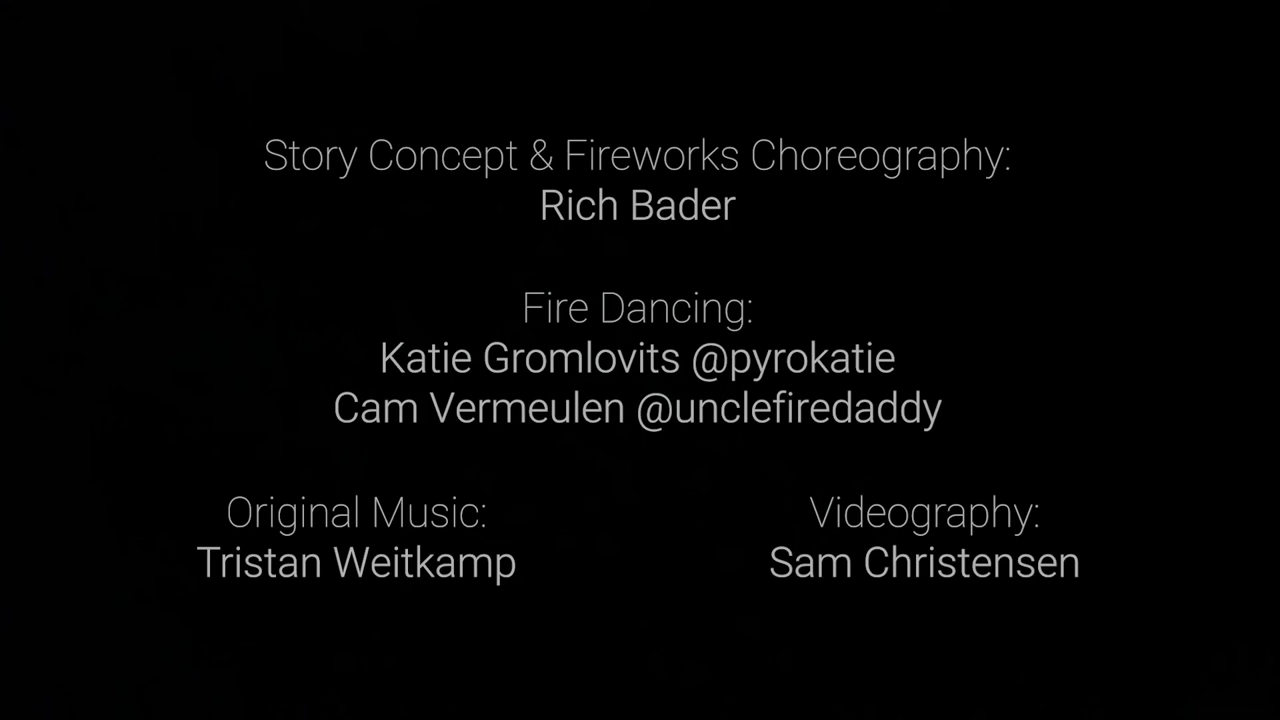 Story Concept & Fireworks Choreography:
Rich Bader
Fire Dancing:
Katie Gromlovits @pyrokatie
Cam Vermeulen @unclefiredaddy
Original Music:
Tristan Weitkamp
Videography:
Sam Christensen